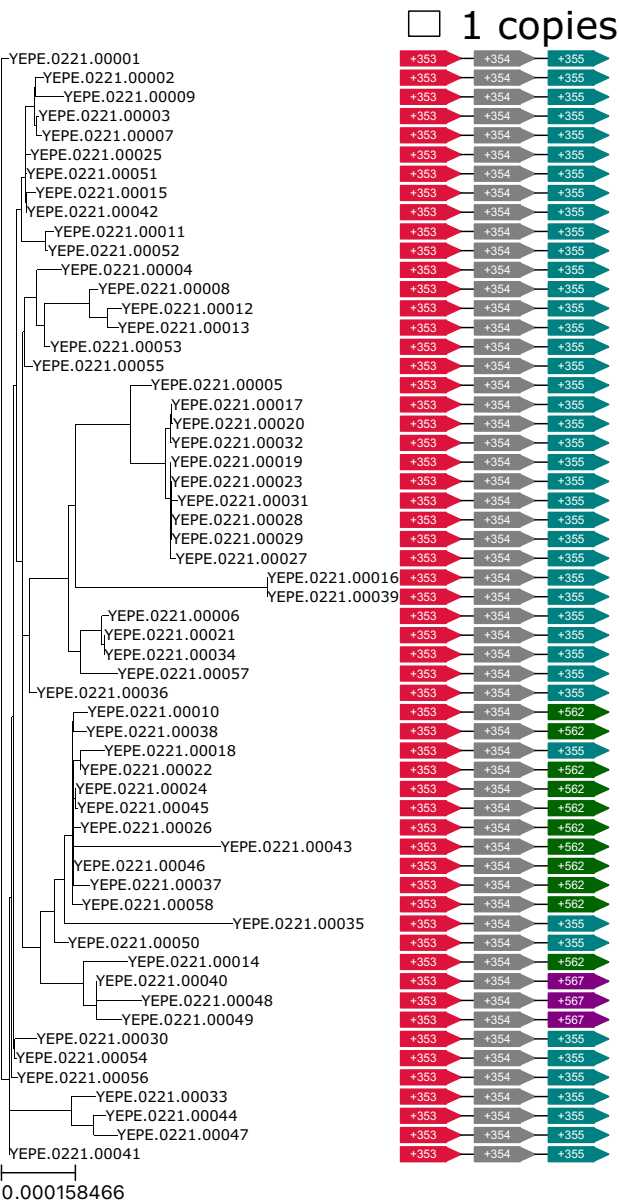 1 copies
YEPE.0221.00001 +353 +354 +355
YEPE.0221.00002 +353 +354 +355
YEPE.0221.00009 +353 +354 +355
YEPE.0221.00003 +353 +354 +355
YEPE.0221.00007 +353 +354 +355
YEPE.0221.00025 +353 +354 +355
YEPE.0221.00051 +353 +354 +355
YEPE.0221.00015 +353 +354 +355
YEPE.0221.00042 +353 +354 +355
YEPE.0221.00011 +353 +354 +355
YEPE.0221.00052 +353 +354 +355
YEPE.0221.00004 +353 +354 +355
YEPE.0221.00008 +353 +354 +355
YEPE.0221.00012 +353 +354 +355
YEPE.0221.00013 +353 +354 +355
YEPE.0221.00053 +353 +354 +355
YEPE.0221.00055 +353 +354 +355
YEPE.0221.00005 +353 +354 +355
YEPE.0221.00017 +353 +354 +355
YEPE.0221.00020 +353 +354 +355
YEPE.0221.00032 +353 +354 +355
YEPE.0221.00019 +353 +354 +355
YEPE.0221.00023 +353 +354 +355
YEPE.0221.00031 +353 +354 +355
YEPE.0221.00028 +353 +354 +355
YEPE.0221.00029 +353 +354 +355
YEPE.0221.00027 +353 +354 +355
YEPE.0221.00016 +353 +354 +355
YEPE.0221.00039 +353 +354 +355
YEPE.0221.00006 +353 +354 +355
YEPE.0221.00021 +353 +354 +355
YEPE.0221.00034 +353 +354 +355
YEPE.0221.00057 +353 +354 +355
YEPE.0221.00036 +353 +354 +355
YEPE.0221.00010 +353 +354 +562
YEPE.0221.00038 +353 +354 +562
YEPE.0221.00018 +353 +354 +355
YEPE.0221.00022 +353 +354 +562
YEPE.0221.00024 +353 +354 +562
YEPE.0221.00045 +353 +354 +562
YEPE.0221.00026 +353 +354 +562
YEPE.0221.00043 +353 +354 +562
YEPE.0221.00046 +353 +354 +562
YEPE.0221.00037 +353 +354 +562
YEPE.0221.00058 +353 +354 +562
YEPE.0221.00035 +353 +354 +355
YEPE.0221.00050 +353 +354 +355
YEPE.0221.00014 +353 +354 +562
YEPE.0221.00040 +353 +354 +567
YEPE.0221.00048 +353 +354 +567
YEPE.0221.00049 +353 +354 +567
YEPE.0221.00030 +353 +354 +355
YEPE.0221.00054 +353 +354 +355
YEPE.0221.00056 +353 +354 +355
YEPE.0221.00033 +353 +354 +355
YEPE.0221.00044 +353 +354 +355
YEPE.0221.00047 +353 +354 +355
YEPE.0221.00041 +353 +354 +355
0.000158466